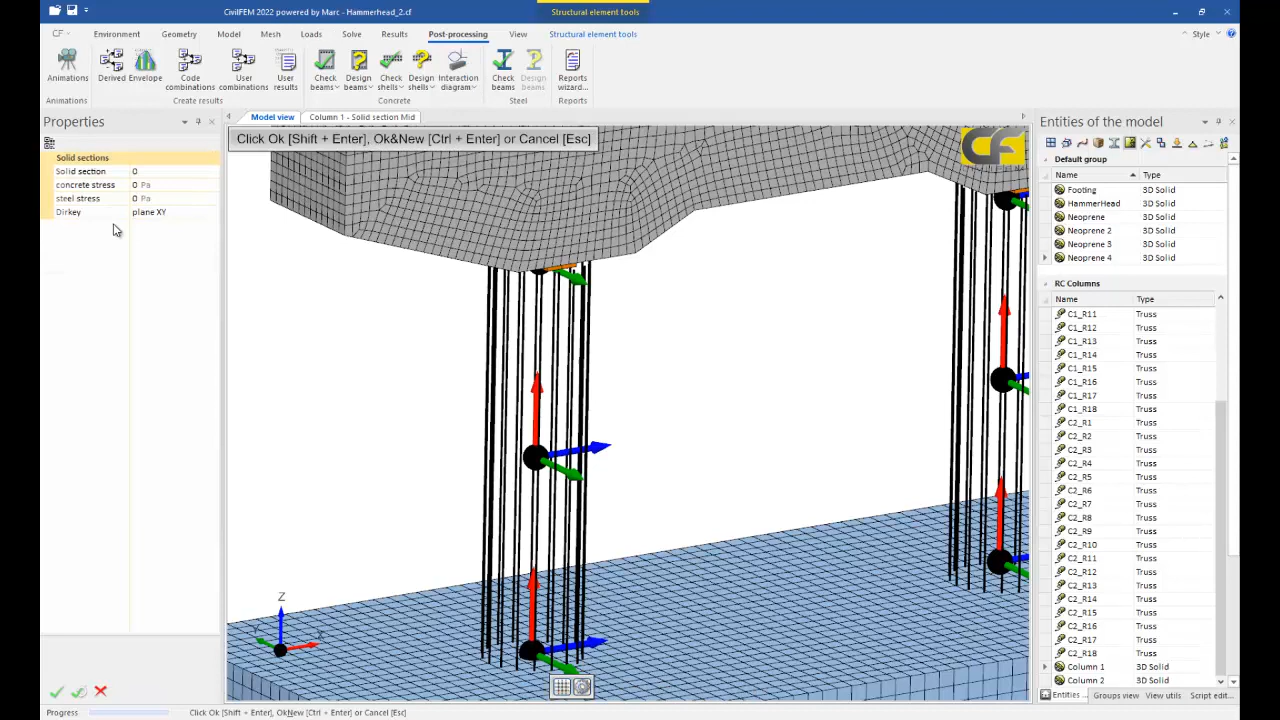 CivilFEM 2022 powered by Marc - Hammerhead_2.cf
Structural element tools
CF
Environment
Geometry
Model
Mesh
Loads
Solve
Results
Post-processing
View
Structural element tools
Style
Animations
Derived
Envelope
Code combinations
User combinations
User results
Check beams
Design beams
Check shells
Design shells
Interaction diagram
Check beams
Design beams
Reports wizard...
Animations
Create results
Concrete
Steel
Reports
Properties
Model view
Column 1 - Solid section Mid
Entities of the model
Click Ok [Shift + Enter], Ok&New [Ctrl + Enter] or Cancel [Esc]
CF
Solid sections
Solid section 0
concrete stress 0 Pa
steel stress 0 Pa
Dirkey plane XY
Default group
Name Type
Footing 3D Solid
HammerHead 3D Solid
Neoprene 3D Solid
Neoprene 2 3D Solid
Neoprene 3 3D Solid
Neoprene 4 3D Solid
RC Columns
Name Type
C1_R11 Truss
C1_R12 Truss
C1_R13 Truss
C1_R14 Truss
C1_R15 Truss
C1_R16 Truss
C1_R17 Truss
C1_R18 Truss
C2_R1 Truss
C2_R2 Truss
C2_R3 Truss
C2_R4 Truss
C2_R5 Truss
C2_R6 Truss
C2_R7 Truss
C2_R8 Truss
C2_R9 Truss
C2_R10 Truss
C2_R11 Truss
C2_R12 Truss
C2_R13 Truss
C2_R14 Truss
C2_R15 Truss
C2_R16 Truss
C2_R17 Truss
C2_R18 Truss
Column 1 3D Solid
Column 2 3D Solid
Z
Entities ...
Groups view
View utils
Script edit...
Progress
Click Ok [Shift + Enter], OkNew [Ctrl + Enter] or Cancel [Esc]